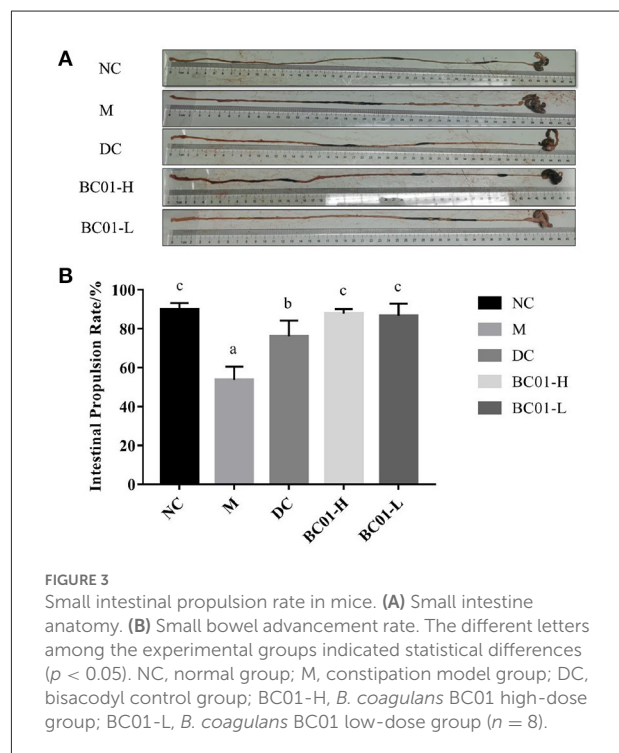 A
NC
M
DC
BC01-H
BC01-L
B
Intestinal Propulsion Rate/%
100
80
60
40
20
0
c
a
b
c
c
NC
M
DC
BC01-H
BC01-L
NC
M
DC
BC01-H
BC01-L
FIGURE 3
Small intestinal propulsion rate in mice. (A) Small intestine
anatomy. (B) Small bowel advancement rate. The different letters
among the experimental groups indicated statistical differences
(p < 0.05). NC, normal group; M, constipation model group; DC,
bisacodyl control group; BC01-H, B. coagulans BC01 high-dose
group; BC01-L, B. coagulans BC01 low-dose group (n = 8).